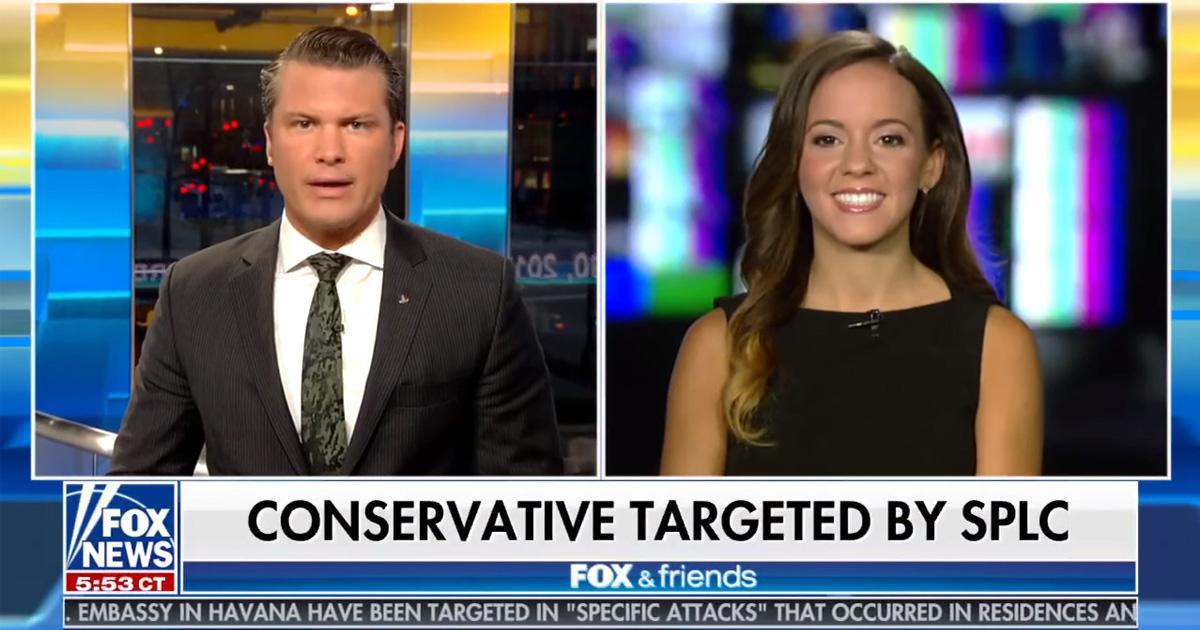 CONSERVATIVE TARGETED BY SPLC
FOX
NEWS
5:53 CT
FOX & friends
. EMBASSY IN HAVANA HAVE BEEN TARGETED IN "SPECIFIC ATTACKS" THAT OCCURRED IN RESIDENCES AN